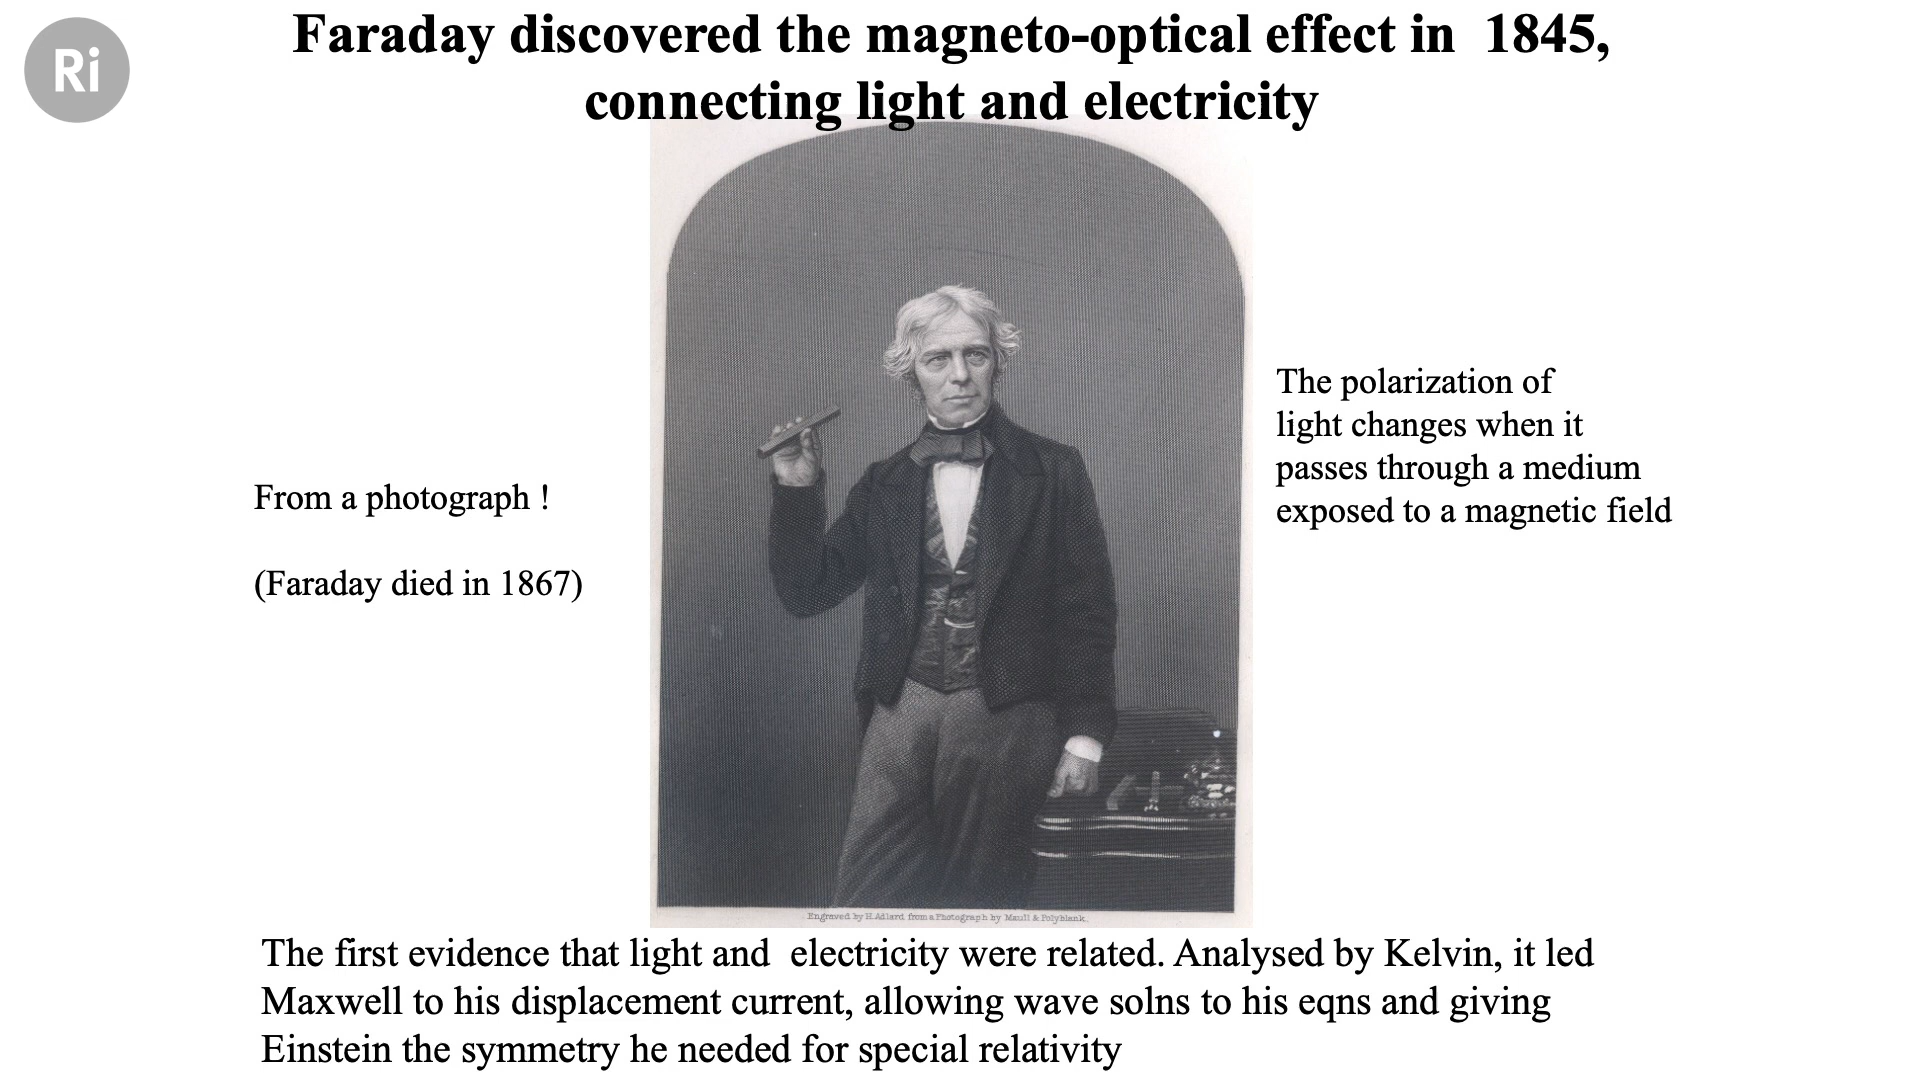 Ri
Faraday discovered the magneto-optical effect in 1845,
connecting light and electricity
The polarization of
light changes when it
passes through a medium
exposed to a magnetic field
From a photograph !
(Faraday died in 1867)
Engraved by H. Adlard from a Photograph by Maull & Polyblank.
The first evidence that light and electricity were related. Analysed by Kelvin, it led
Maxwell to his displacement current, allowing wave solns to his eqns and giving
Einstein the symmetry he needed for special relativity